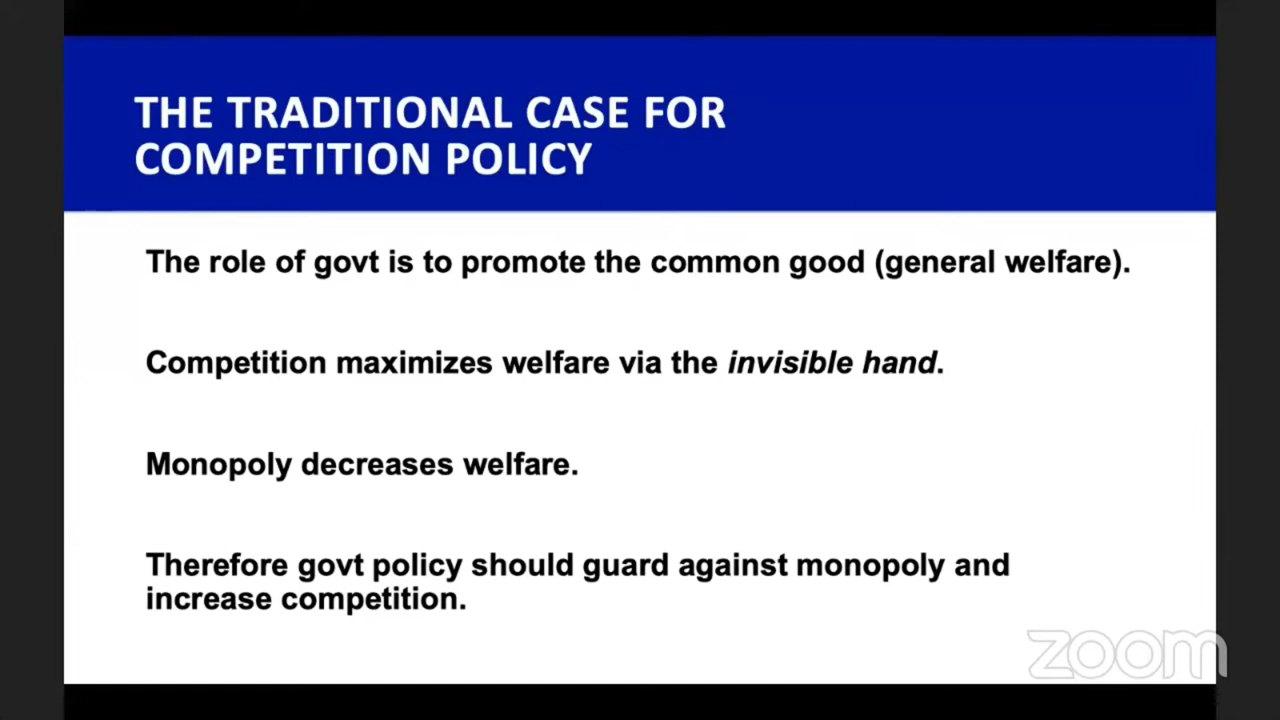 THE TRADITIONAL CASE FOR
COMPETITION POLICY
The role of govt is to promote the common good (general welfare).
Competition maximizes welfare via the invisible hand.
Monopoly decreases welfare.
Therefore govt policy should guard against monopoly and
increase competition.
zoom